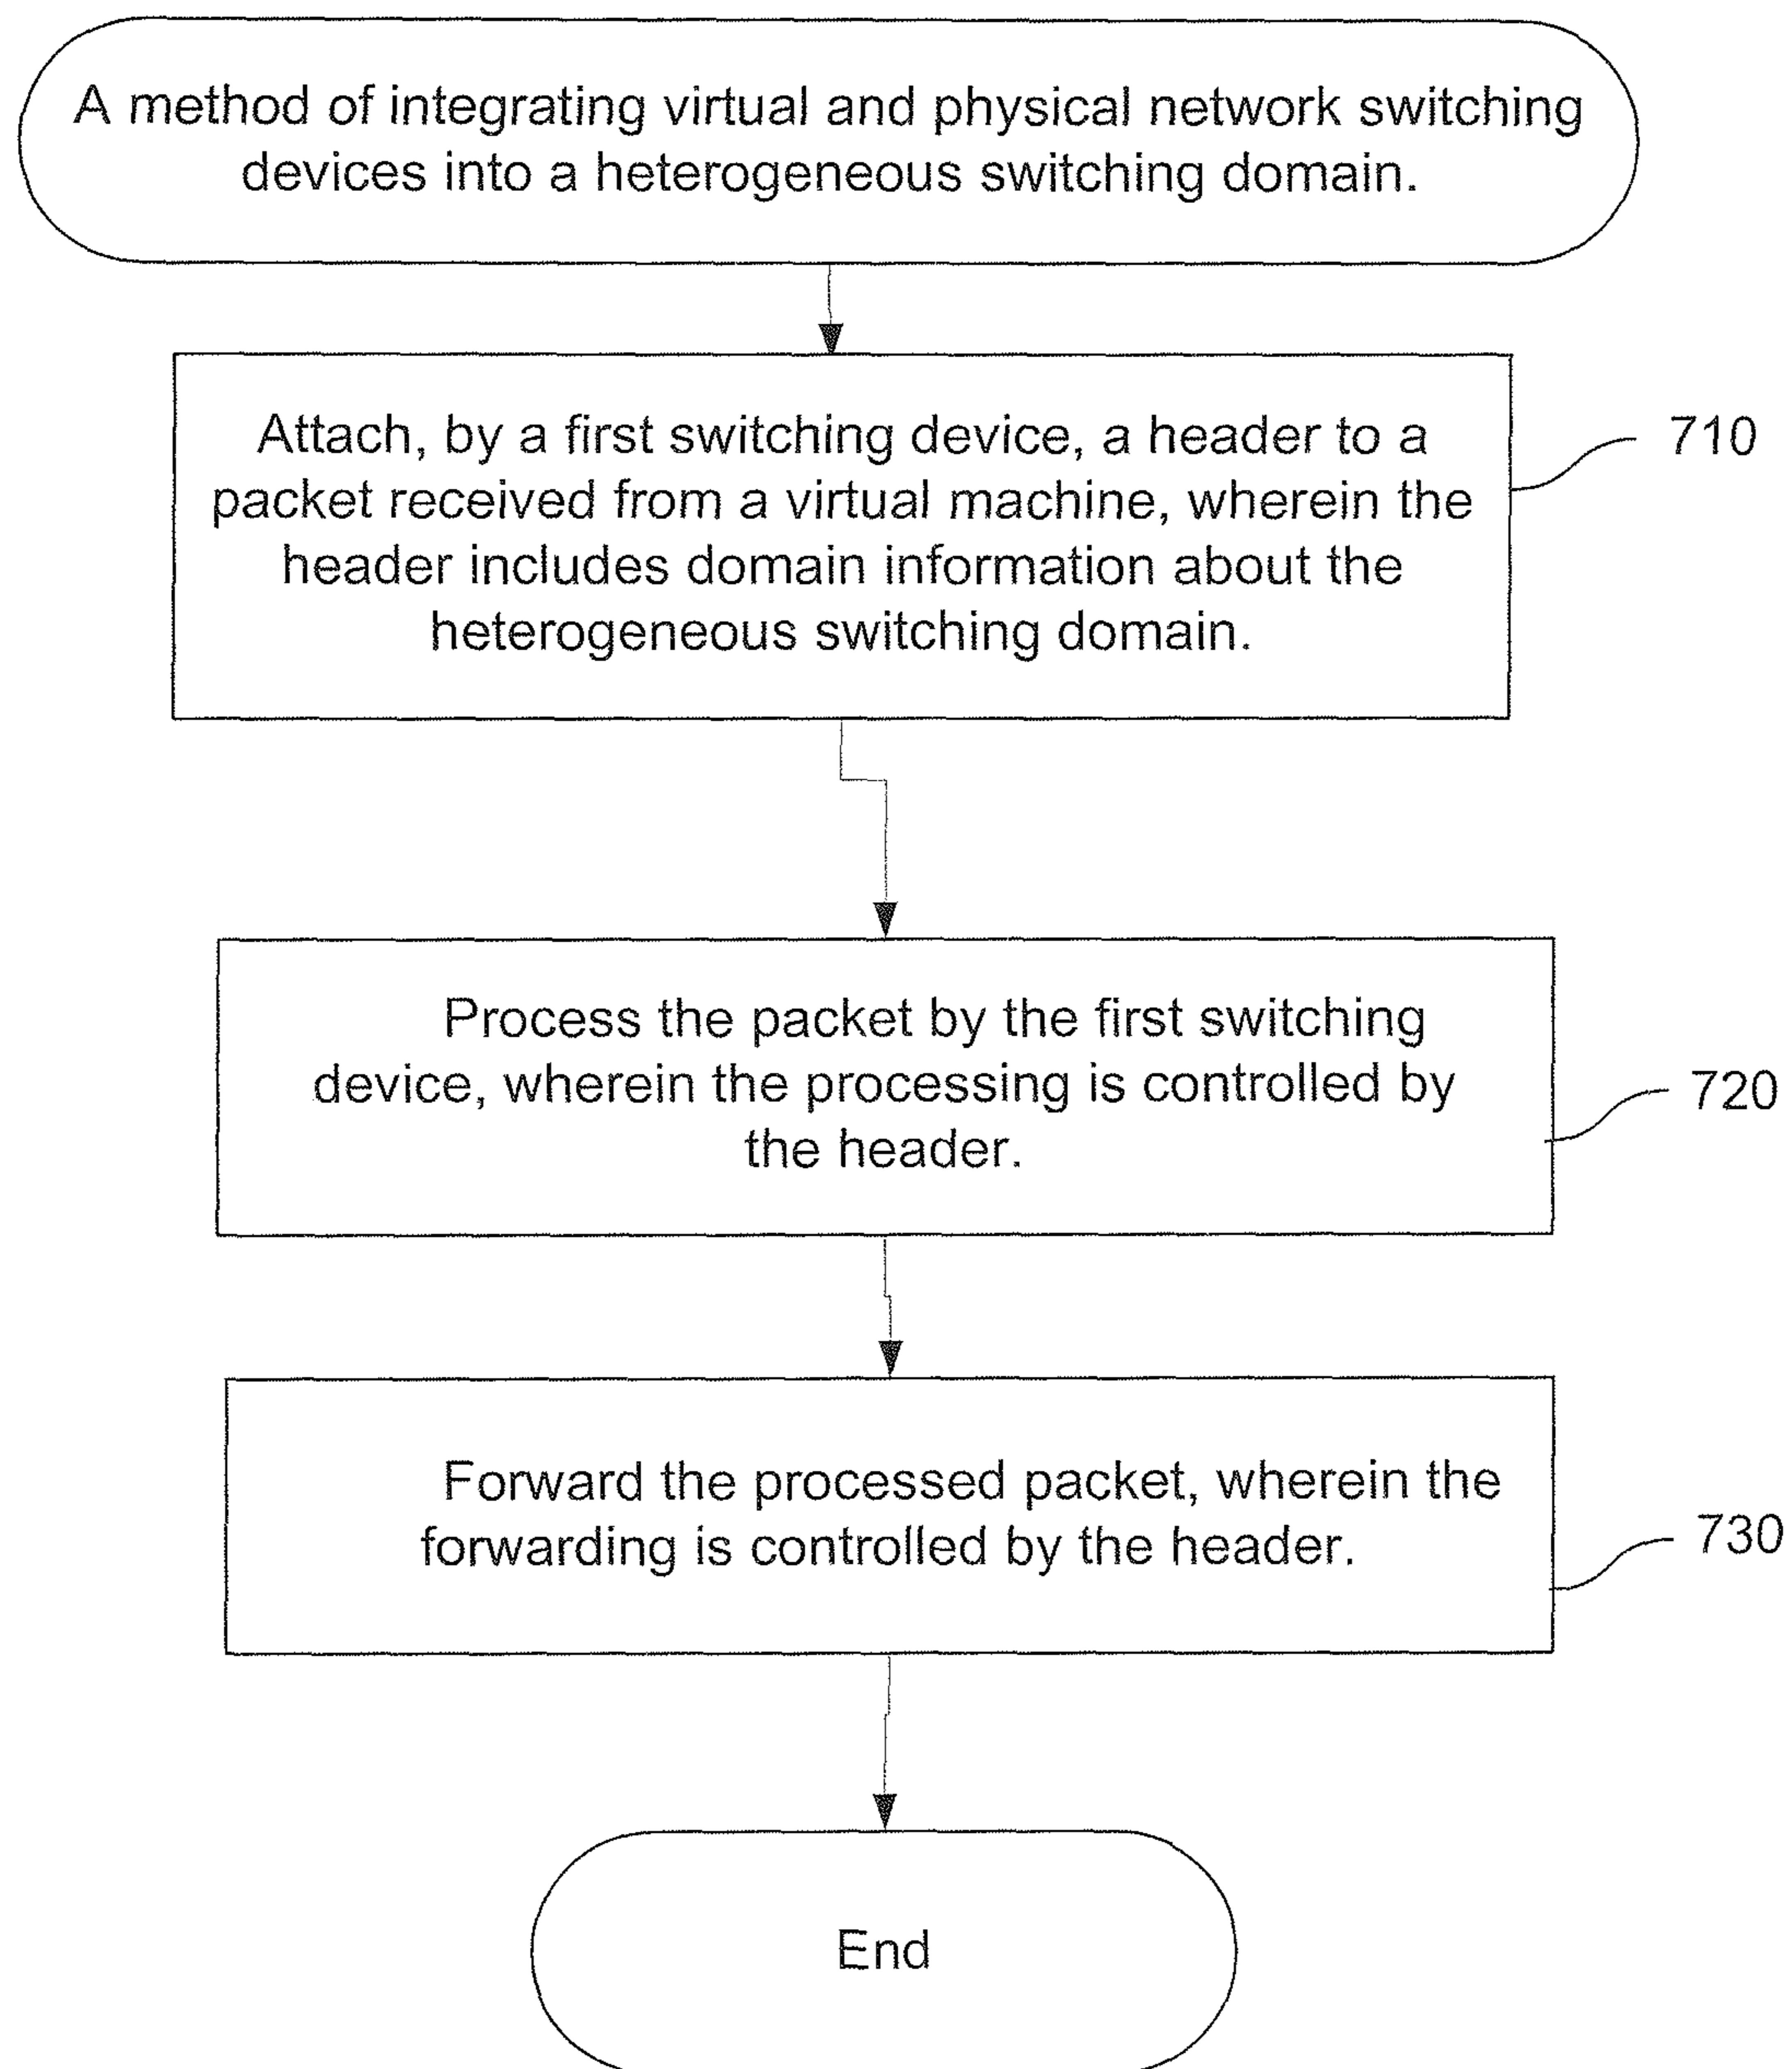 A method of integrating virtual and physical network switching
devices into a heterogeneous switching domain.
Attach, by a first switching device, a header to a
packet received from a virtual machine, wherein the
header includes domain information about the
heterogeneous switching domain.
710
Process the packet by the first switching
device, wherein the processing is controlled by
the header.
720
Forward the processed packet, wherein the
forwarding is controlled by the header.
730
End